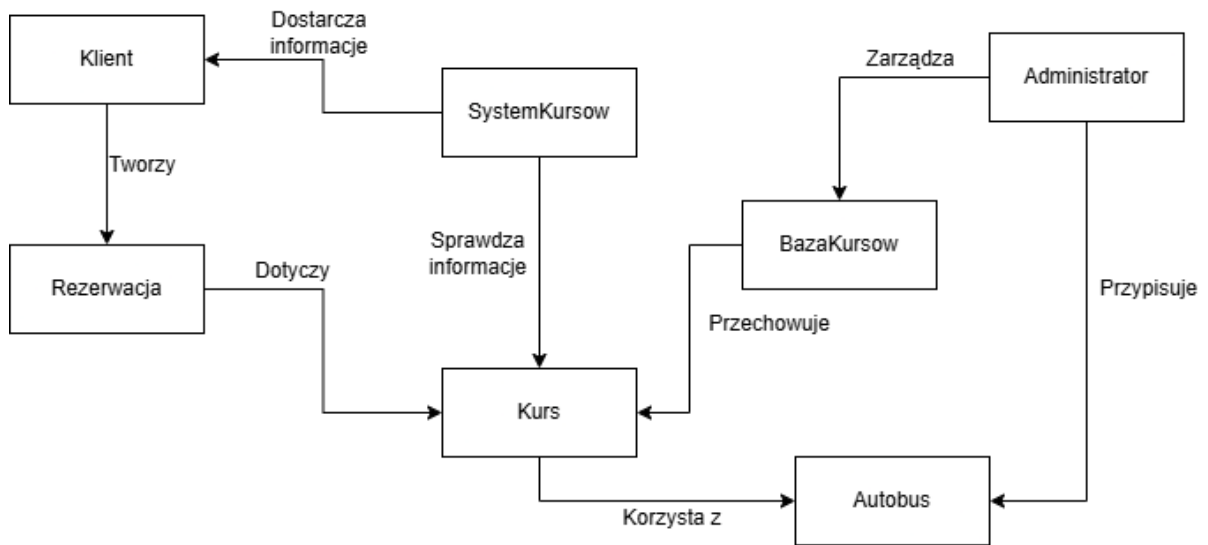 Dostarcza
informacje
Klient
Zarządza
Administrator
SystemKursow
Tworzy
Sprawdza
informacje
BazaKursow
Dotyczy
Rezerwacja
Przypisuje
Przechowuje
Kurs
Autobus
Korzysta z